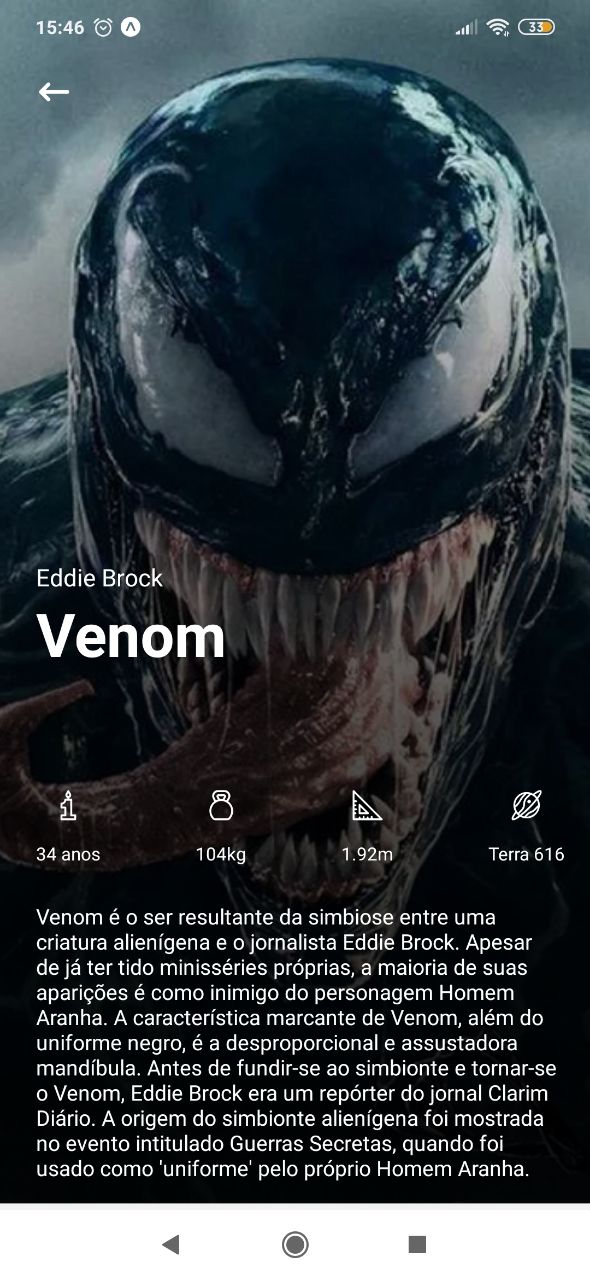 15:46
33
Eddie Brock
Venom
34 anos 104kg 1.92m Terra 616
Venom é o ser resultante da simbiose entre uma
criatura alienígena e o jornalista Eddie Brock. Apesar
de já ter tido minisséries próprias, a maioria de suas
aparições é como inimigo do personagem Homem
Aranha. A característica marcante de Venom, além do
uniforme negro, é a desproporcional e assustadora
mandíbula. Antes de fundir-se ao simbionte e tornar-se
o Venom, Eddie Brock era um repórter do jornal Clarim
Diário. A origem do simbionte alienígena foi mostrada
no evento intitulado Guerras Secretas, quando foi
usado como 'uniforme' pelo próprio Homem Aranha.